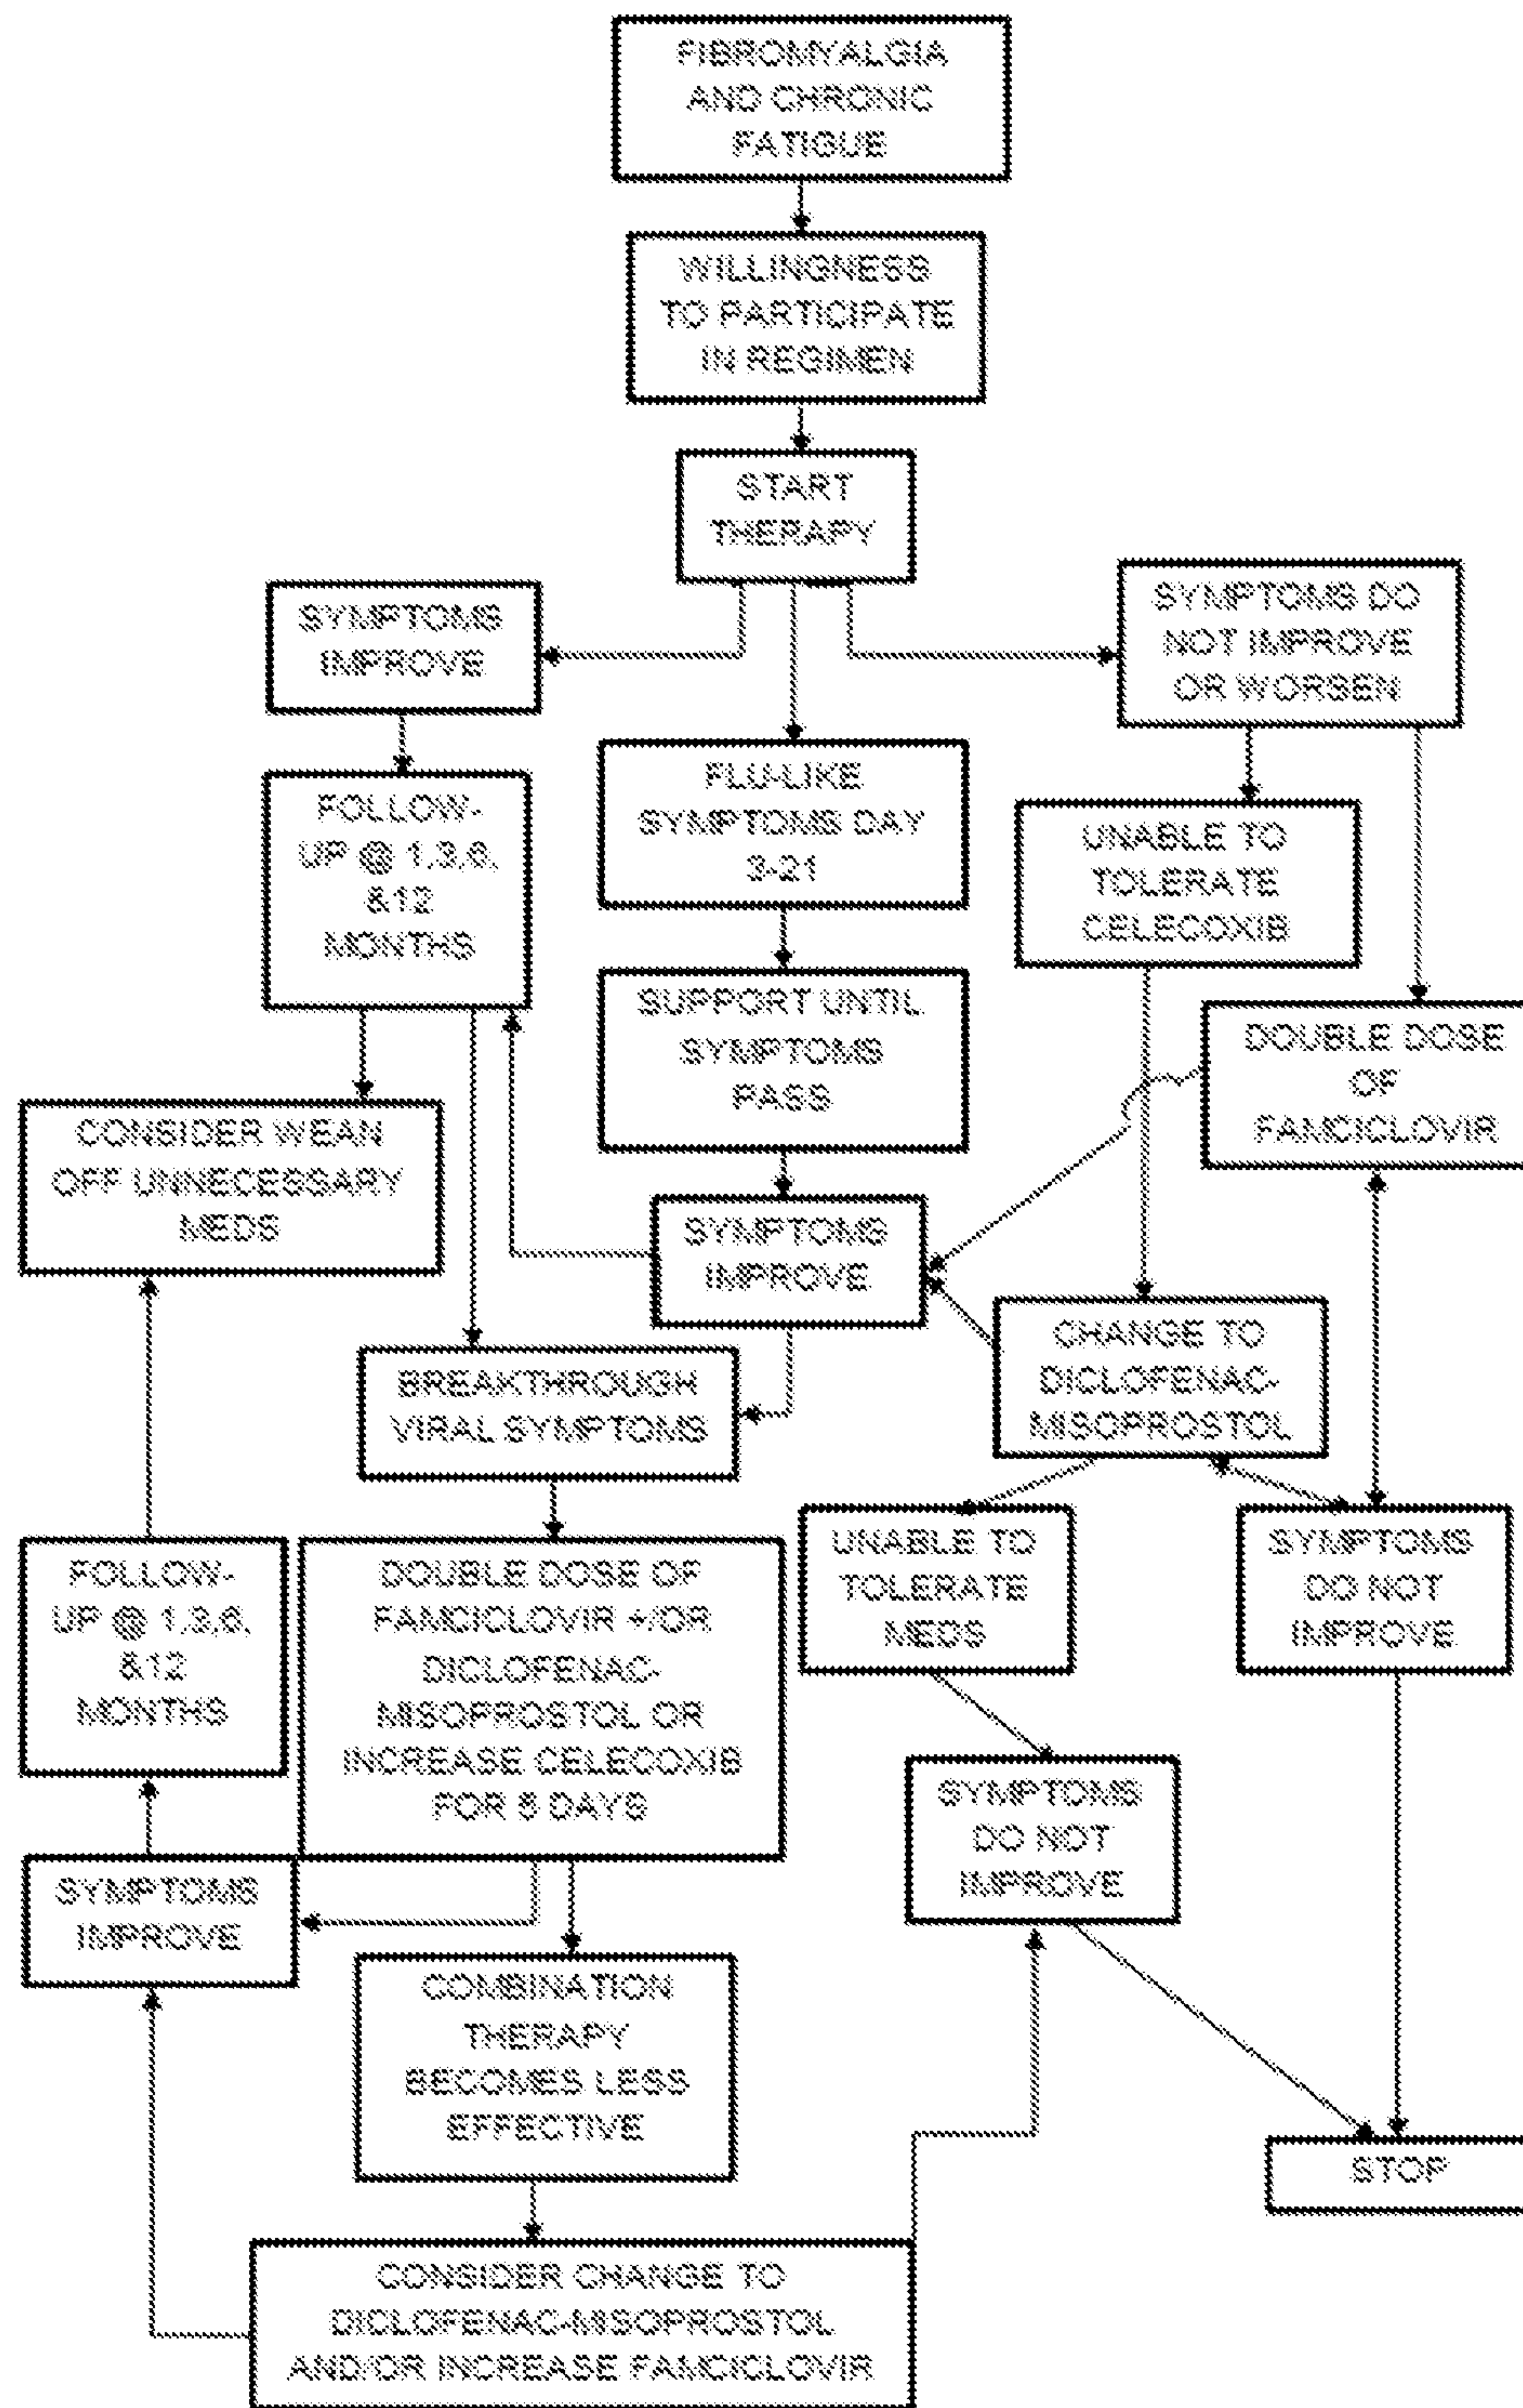 FIBROMYALGIA
AND CHRONIC
FATIGUE
WILLINGNESS
TO PARTICIPATE
IN REGIMEN
START
THERAPY
SYMPTOMS
IMPROVE
SYMPTOMS DO
NOT IMPROVE
OR WORSEN
FOLLOW-
UP @ 1,3,6,
&12
MONTHS
FLU-LIKE
SYMPTOMS DAY
3-21
UNABLE TO
TOLERATE
CELECOXIB
SUPPORT UNTIL
SYMPTOMS
PASS
DOUBLE DOSE
OF
FAMCICLOVIR
CONSIDER WEAN
OFF UNNECESSARY
MEDS
SYMPTOMS
IMPROVE
CHANGE TO
DICLOFENAC-
MISOPROSTOL
BREAKTHROUGH
VIRAL SYMPTOMS
FOLLOW-
UP @ 1,3,6,
&12
MONTHS
DOUBLE DOSE OF
FAMCICLOVIR +/OR
DICLOFENAC-
MISOPROSTOL OR
INCREASE CELECOXIB
FOR 5 DAYS
UNABLE TO
TOLERATE
MEDS
SYMPTOMS
DO NOT
IMPROVE
SYMPTOMS
DO NOT
IMPROVE
SYMPTOMS
IMPROVE
COMBINATION
THERAPY
BECOMES LESS
EFFECTIVE
STOP
CONSIDER CHANGE TO
DICLOFENAC-MISOPROSTOL
AND/OR INCREASE FAMCICLOVIR